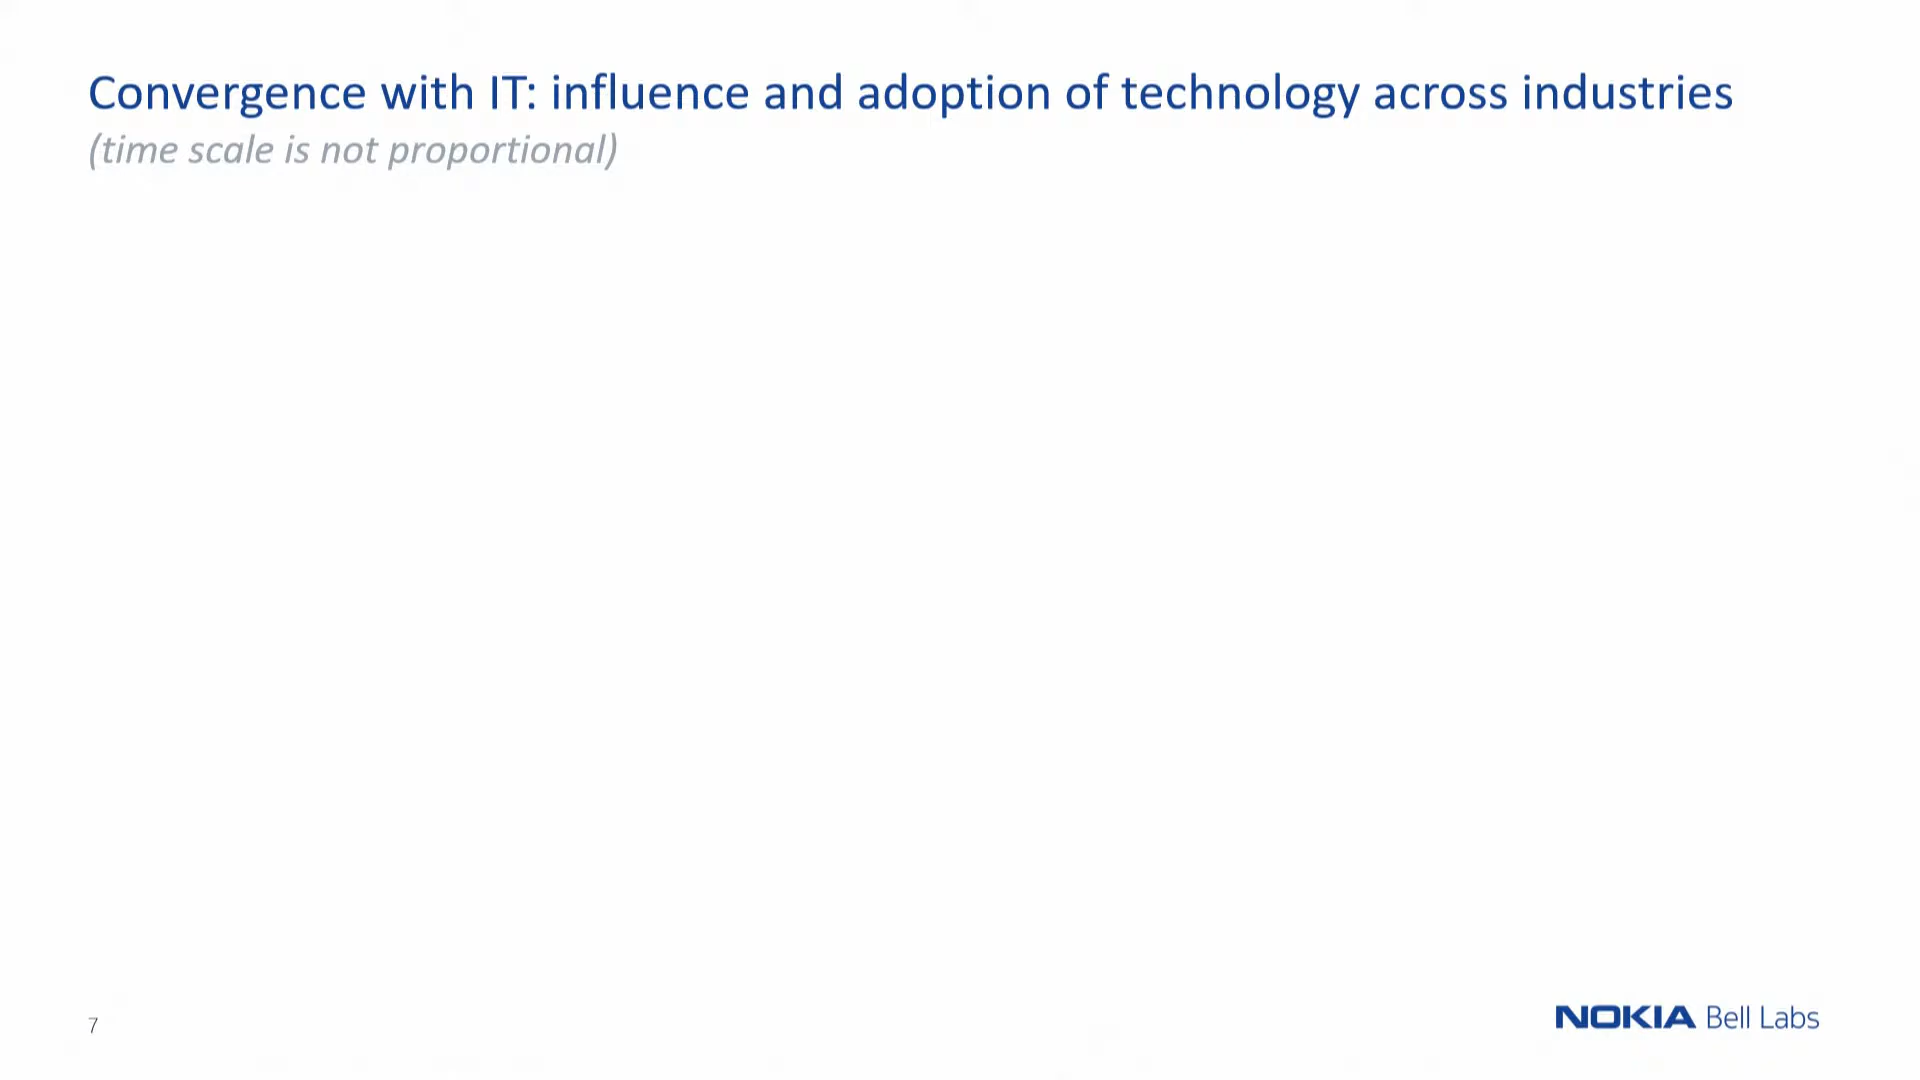 Convergence with IT: influence and adoption of technology across industries
(time scale is not proportional)
7
NOKIA Bell Labs